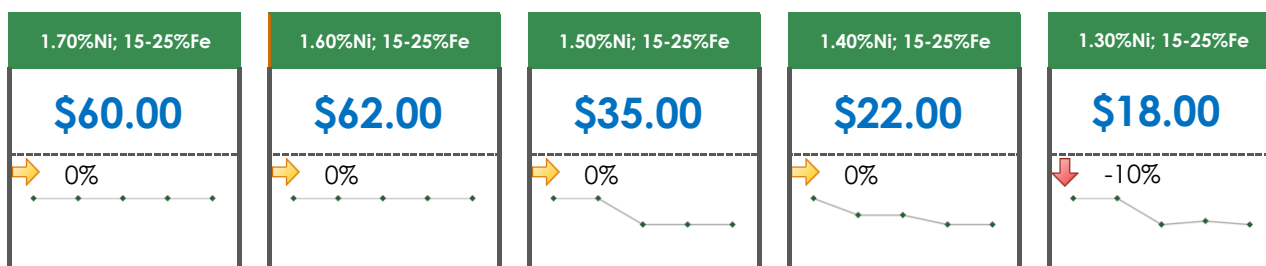 1.70%Ni; 15-25%Fe
$60.00
0%
1.60%Ni; 15-25%Fe
$62.00
0%
1.50%Ni; 15-25%Fe
$35.00
0%
1.40%Ni; 15-25%Fe
$22.00
0%
1.30%Ni; 15-25%Fe
$18.00
-10%